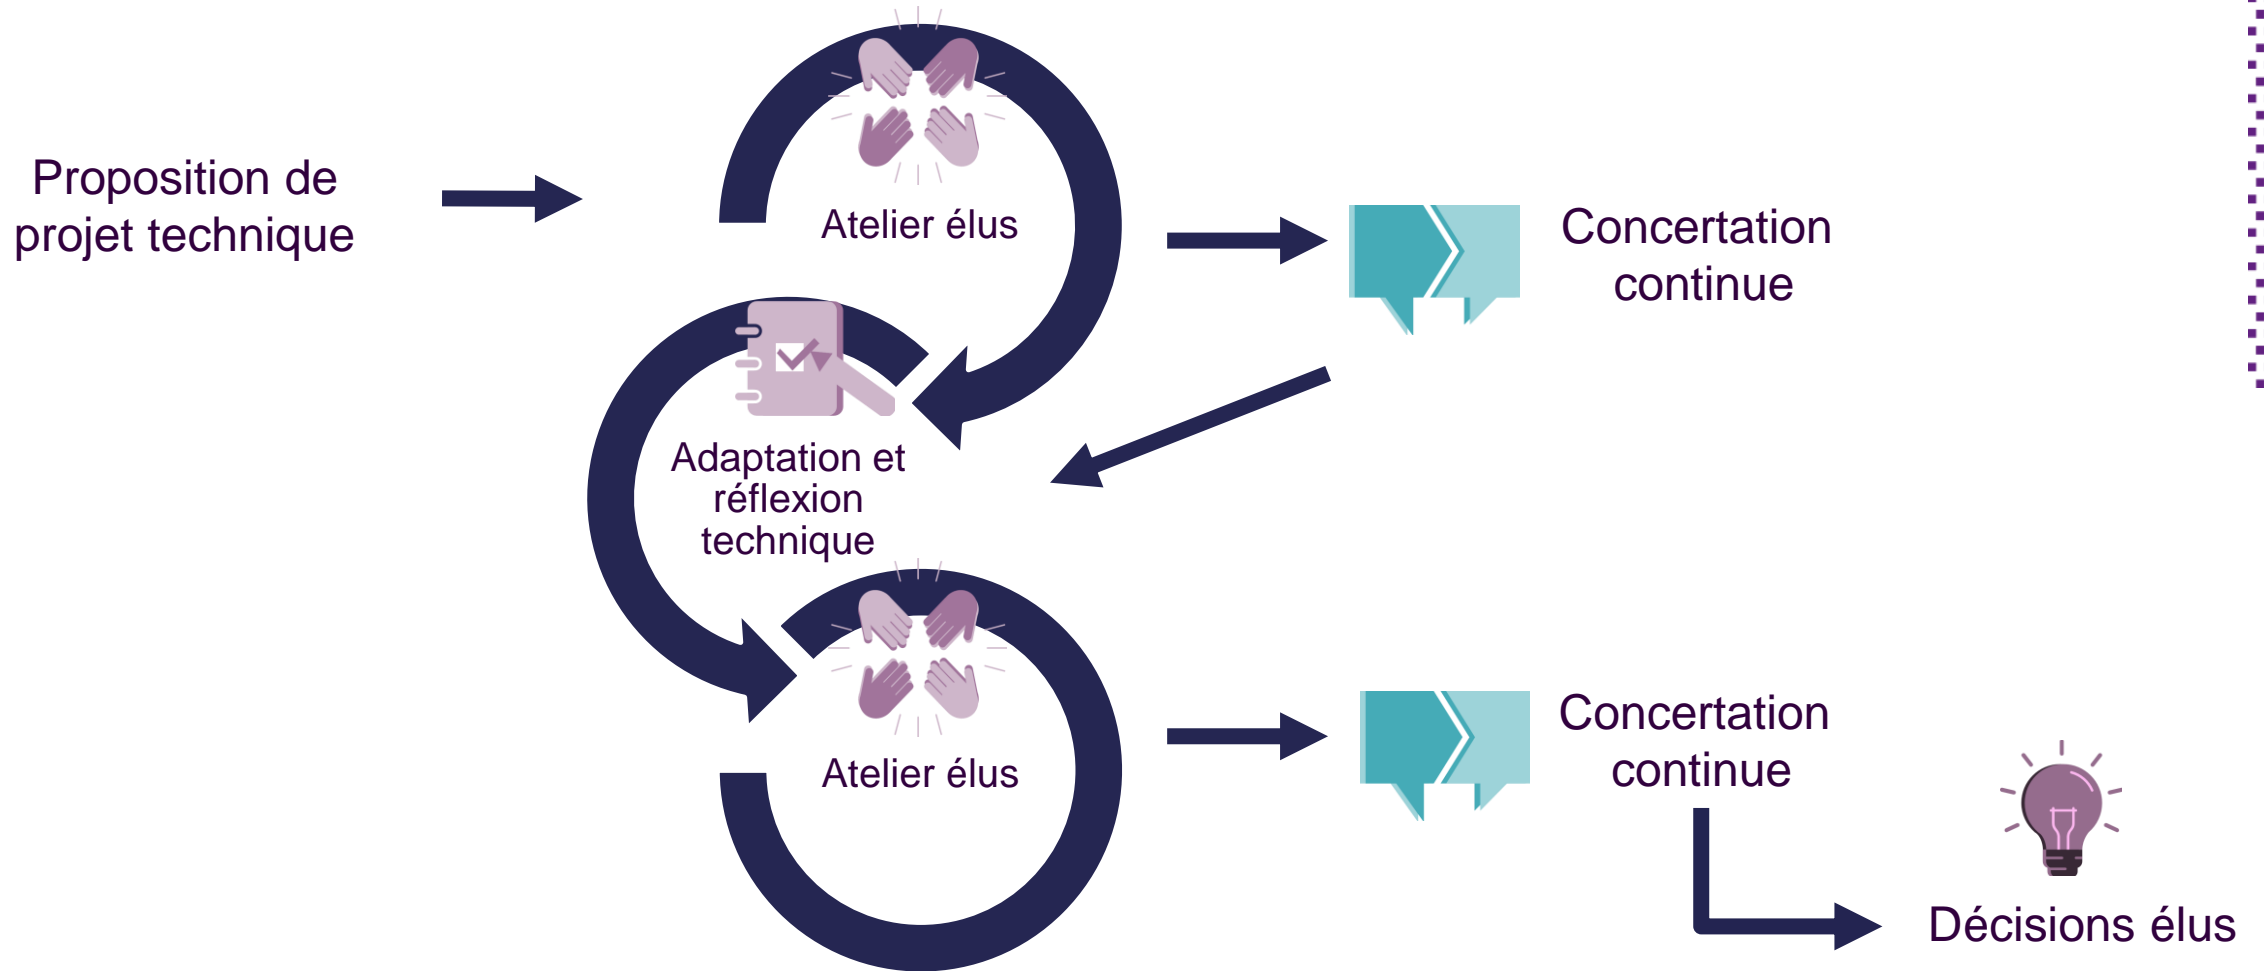 Proposition de
projet technique
Atelier élus
Concertation
continue
Adaptation et
réflexion
technique
Atelier élus
Concertation
continue
Décisions élus